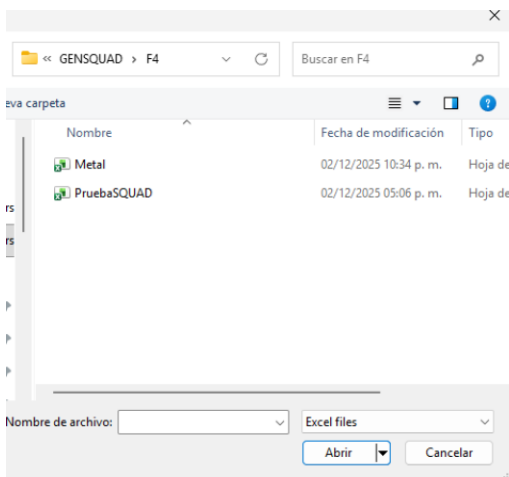 « GENSQUAD > F4
Buscar en F4
eva carpeta
Nombre
Fecha de modificación
Tipo
Metal
02/12/2025 10:34 p. m.
Hoja de
PruebaSQUAD
02/12/2025 05:06 p. m.
Hoja de
rs
rs
Nombre de archivo:
Excel files
Abrir
Cancelar